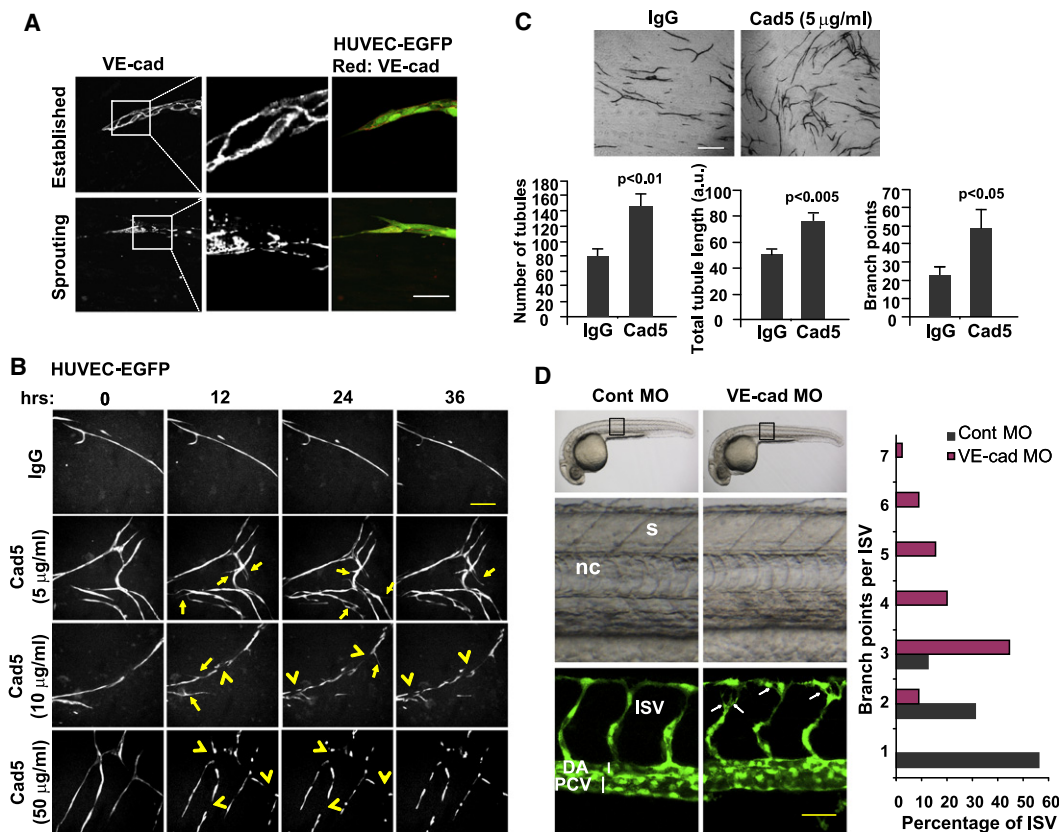 A
VE-cad
HUVEC-EGFP
Red: VE-cad
Established
Sprouting
B
HUVEC-EGFP
hrs: 0 12 24 36
IgG
Cad5
(5 µg/ml)
Cad5
(10 µg/ml)
Cad5
(50 µg/ml)
C
IgG
Cad5 (5 µg/ml)
Number of tubules
180
160
140
120
100
80
60
40
20
0
p<0.01
IgG Cad5
Total tubule length (a.u.)
100
80
60
40
20
0
p<0.005
IgG Cad5
Branch points
70
60
50
40
30
20
10
0
p<0.05
IgG Cad5
D
Cont MO
VE-cad MO
s
nc
ISV
DA
PCV
Cont MO
VE-cad MO
Branch points per ISV
7
6
5
4
3
2
1
0 10 20 30 40 50 60
Percentage of ISV